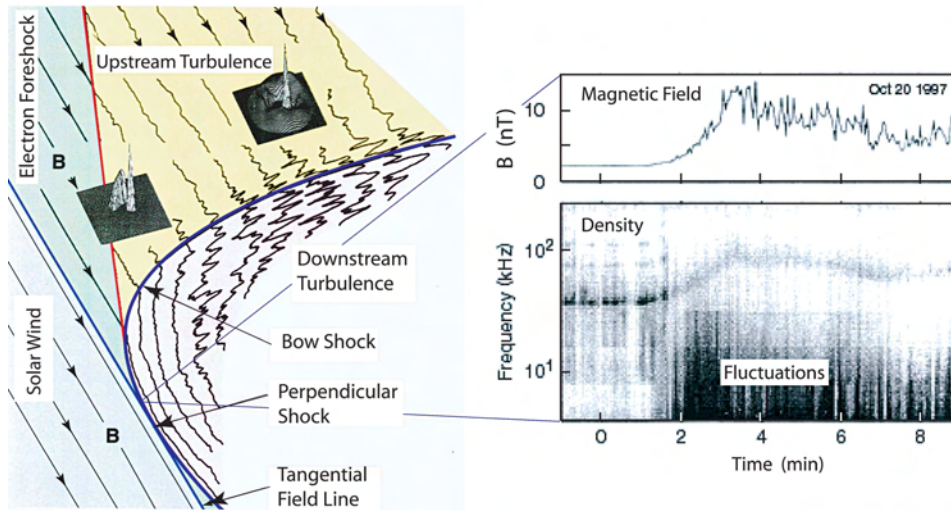 Electron Foreshock
Upstream Turbulence
B
Solar Wind
B
Downstream
Turbulence
Bow Shock
Perpendicular
Shock
Tangential
Field Line
Magnetic Field
Oct 20 1997
B (nT)
10
0
Density
Frequency (kHz)
10²
10¹
Fluctuations
0 2 4 6 8
Time (min)